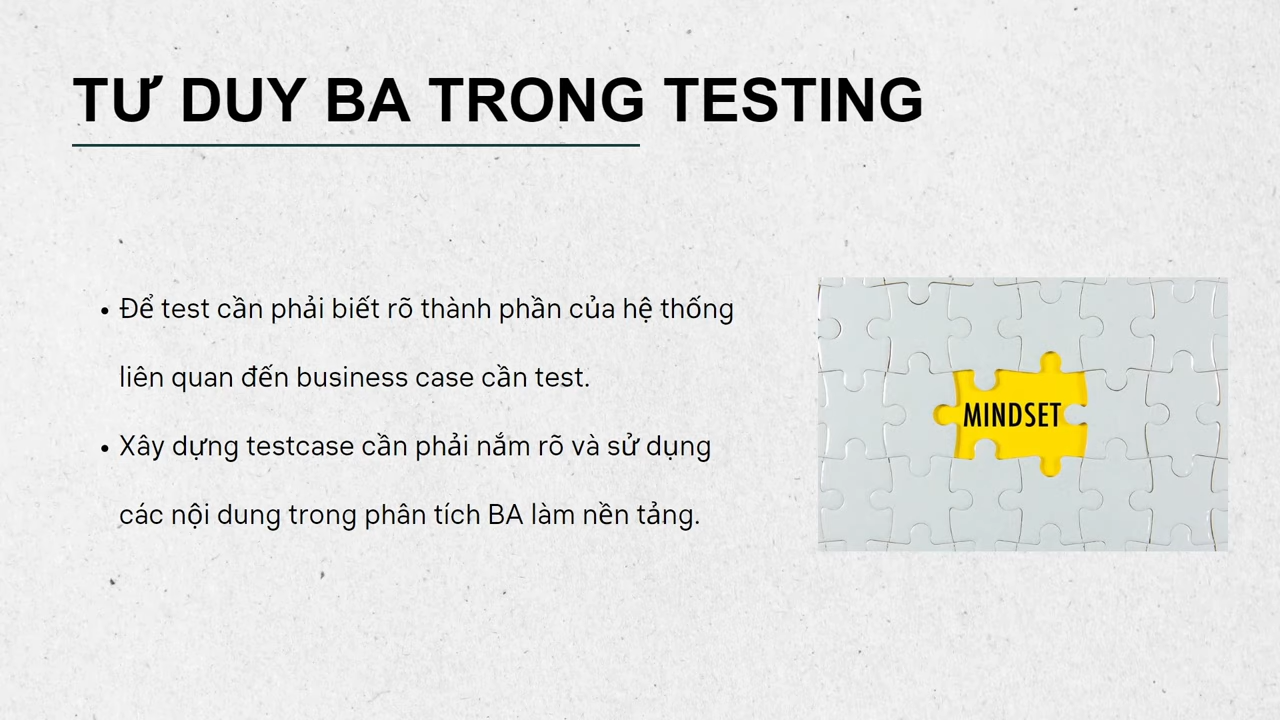 TƯ DUY BA TRONG TESTING
• Để test cần phải biết rõ thành phần của hệ thống
liên quan đến business case cần test.
• Xây dựng testcase cần phải nắm rõ và sử dụng
các nội dung trong phân tích BA làm nền tảng.
MINDSET